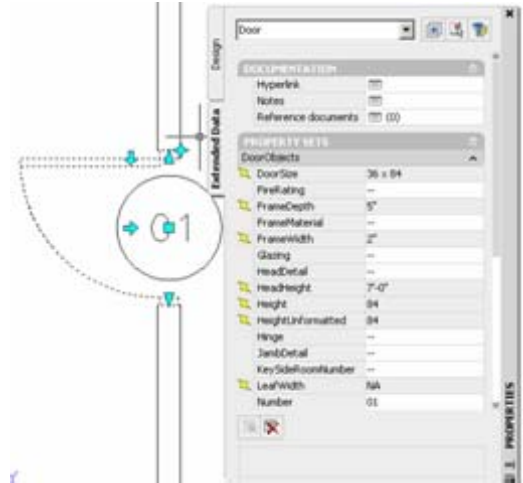 Door
Design
DOCUMENTATION
Hyperlink
Notes
Reference documents (0)
Extended Data
PROPERTY SETS
DoorObjects
DoorSize 36 x 84
FireRating --
FrameDepth 5"
FrameMaterial --
FrameWidth 2"
Glazing --
HeadDetail --
HeadHeight 7'-0"
Height 84
HeightUnformatted 84
Hinge --
JambDetail --
KeySideRoomNumber --
LeafWidth NA
Number 01
01
PROPERTIES